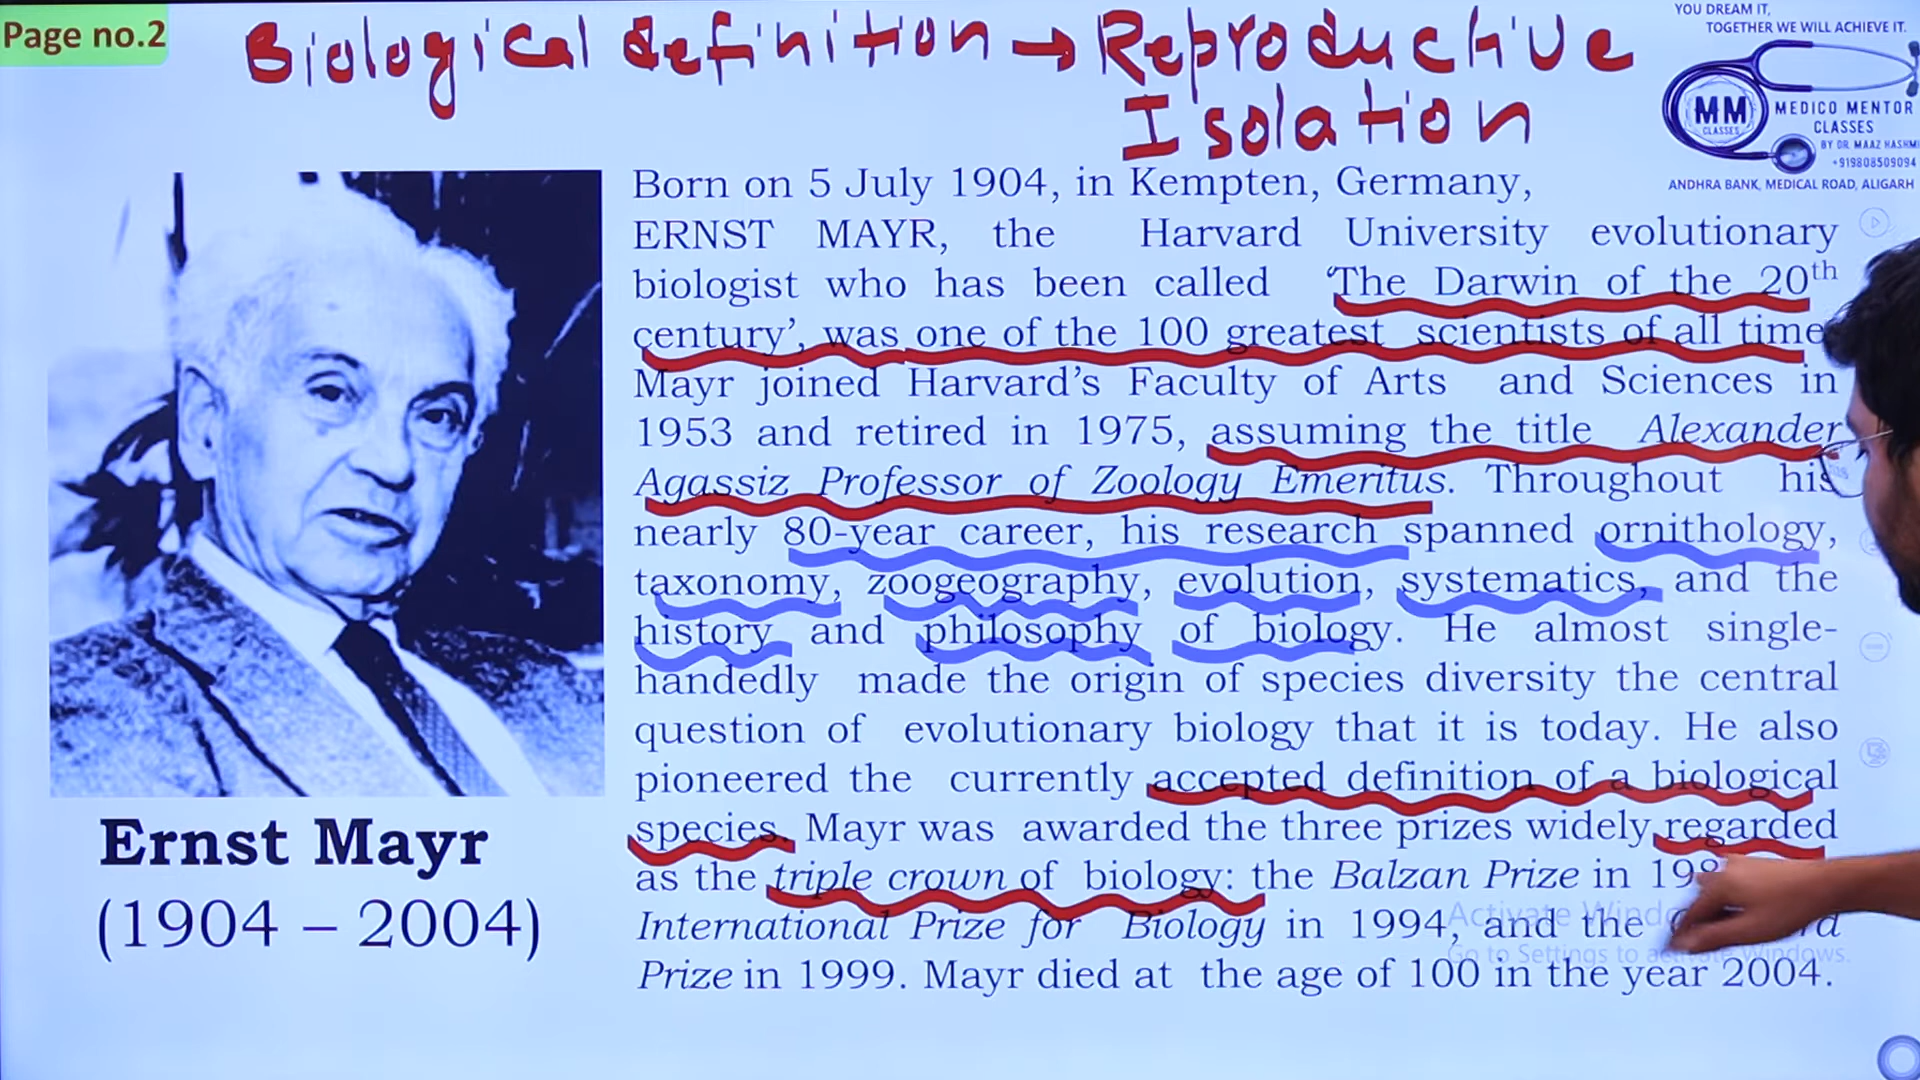 Page no.2
Biological definition → Reproductive
Isolation
YOU DREAM IT,
TOGETHER WE WILL ACHIEVE IT.
MM
CLASSES
MEDICO MENTOR
CLASSES
BY DR. MAAZ HASHMI
+919808509094
ANDHRA BANK, MEDICAL ROAD, ALIGARH
Born on 5 July 1904, in Kempten, Germany,
ERNST MAYR, the Harvard University evolutionary
biologist who has been called ‘The Darwin of the 20th
century’, was one of the 100 greatest scientists of all time
Mayr joined Harvard’s Faculty of Arts and Sciences in
1953 and retired in 1975, assuming the title Alexander
Agassiz Professor of Zoology Emeritus. Throughout his
nearly 80-year career, his research spanned ornithology,
taxonomy, zoogeography, evolution, systematics, and the
history and philosophy of biology. He almost single-
handedly made the origin of species diversity the central
question of evolutionary biology that it is today. He also
pioneered the currently accepted definition of a biological
species. Mayr was awarded the three prizes widely regarded
as the triple crown of biology: the Balzan Prize in
International Prize for Biology in 1994, and the
Prize in 1999. Mayr died at the age of 100 in the year 2004.
Ernst Mayr
(1904 – 2004)
Activate
Go to Settings to activate Windows.